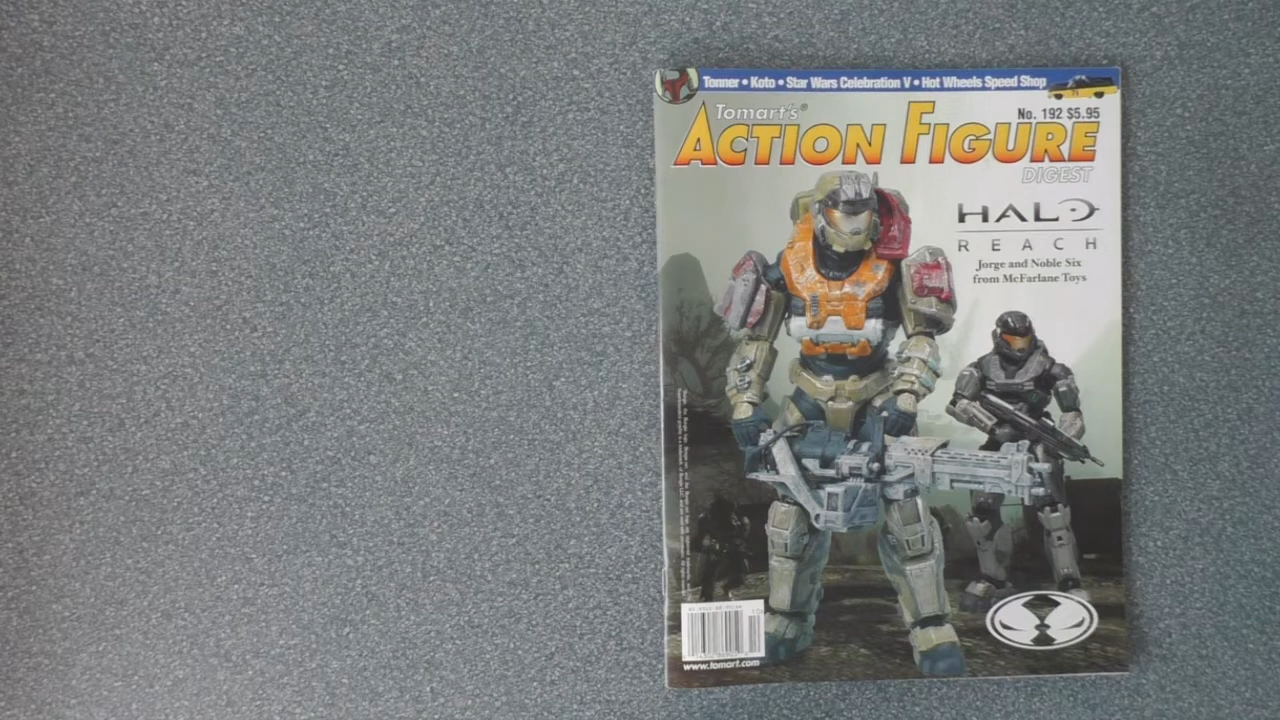 Tonner • Koto • Star Wars Celebration V • Hot Wheels Speed Shop
Tomart's®
No. 192 $5.95
ACTION FIGURE
DIGEST
HALO
REACH
Jorge and Noble Six
from McFarlane Toys
www.tomart.com